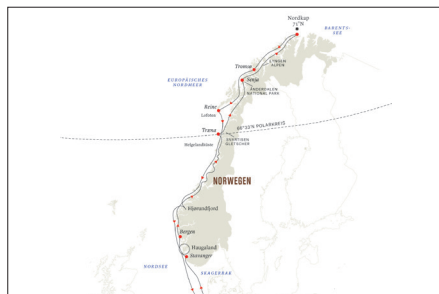 Nordkap
71°N
BARENTS-
SEE
Tromsø
LYNGEN
ALPEN
Senja
ÅNDERDALEN
NATIONAL PARK
EUROPÄISCHES
NORDMEER
Reine
Lofoten
66°33'N POLARKREIS
Træna
Helgelandküste
SVARTISEN
GLETSCHER
NORWEGEN
Hjørundfjord
Bergen
Haugaland
Stavanger
NORDSEE
SKAGERRAK